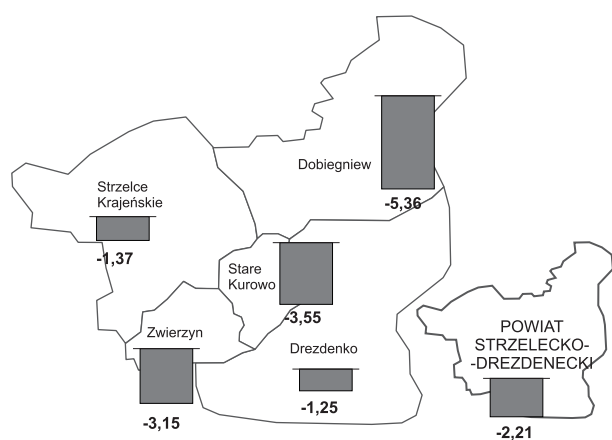 Dobiegniew
-5,36
Strzelce
Krajeńskie
-1,37
Stare
Kurowo
-3,55
Zwierzyn
-3,15
Drezdenko
-1,25
POWIAT
STRZELECKO-
-DREZDENECKI
-2,21